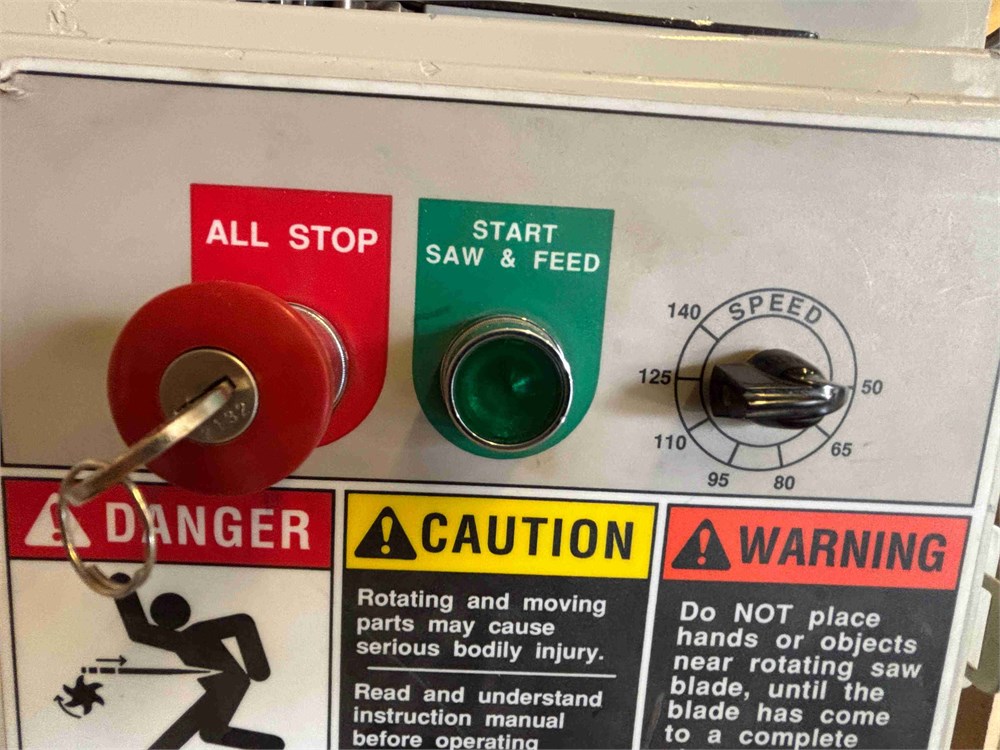 ALL STOP
START
SAW & FEED
SPEED
140
125
110
95
80
65
50
DANGER
CAUTION
Rotating and moving
parts may cause
serious bodily injury.
Read and understand
instruction manual
before operating
WARNING
Do NOT place
hands or objects
near rotating saw
blade, until the
blade has come
to a complete